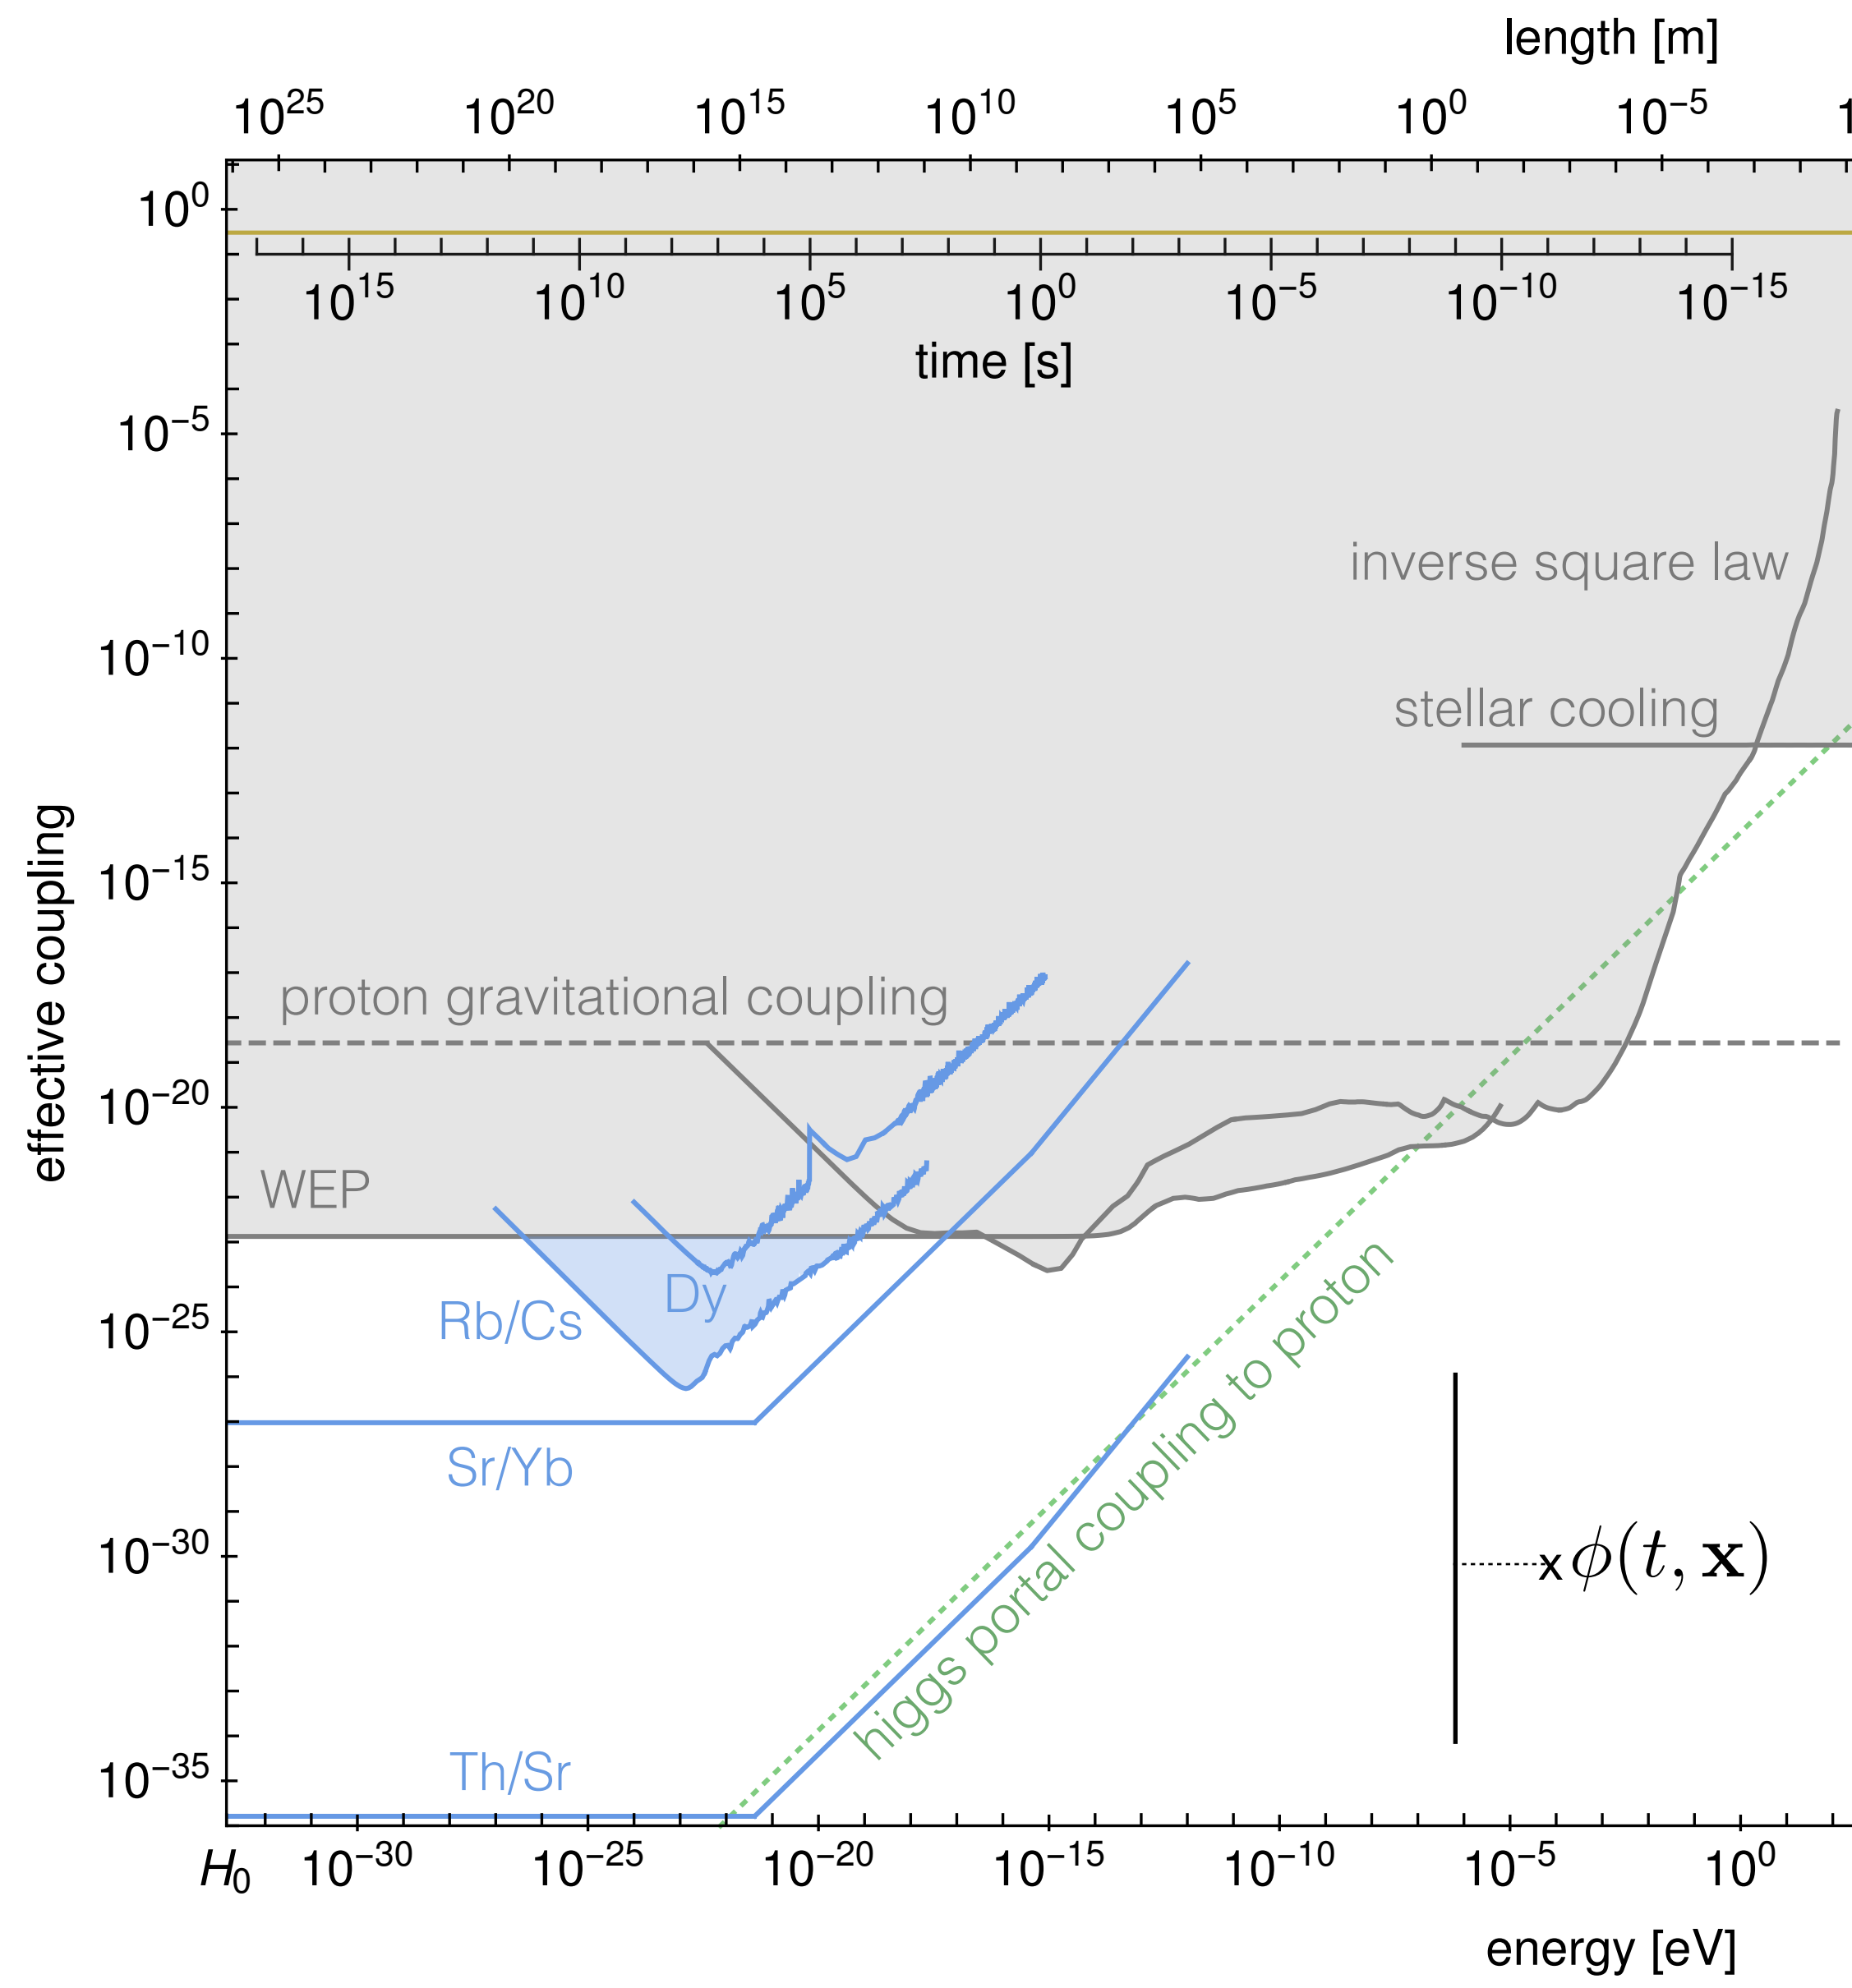 length [m]
10^25 10^20 10^15 10^10 10^5 10^0 10^-5 1
10^0
10^15 10^10 10^5 10^0 10^-5 10^-10 10^-15
time [s]
10^-5
inverse square law
10^-10
stellar cooling
10^-15
effective coupling
proton gravitational coupling
10^-20
WEP
Dy
Rb/Cs
10^-25
higgs portal coupling to proton
Sr/Yb
10^-30
x ϕ(t, x)
Th/Sr
10^-35
H_0 10^-30 10^-25 10^-20 10^-15 10^-10 10^-5 10^0
energy [eV]